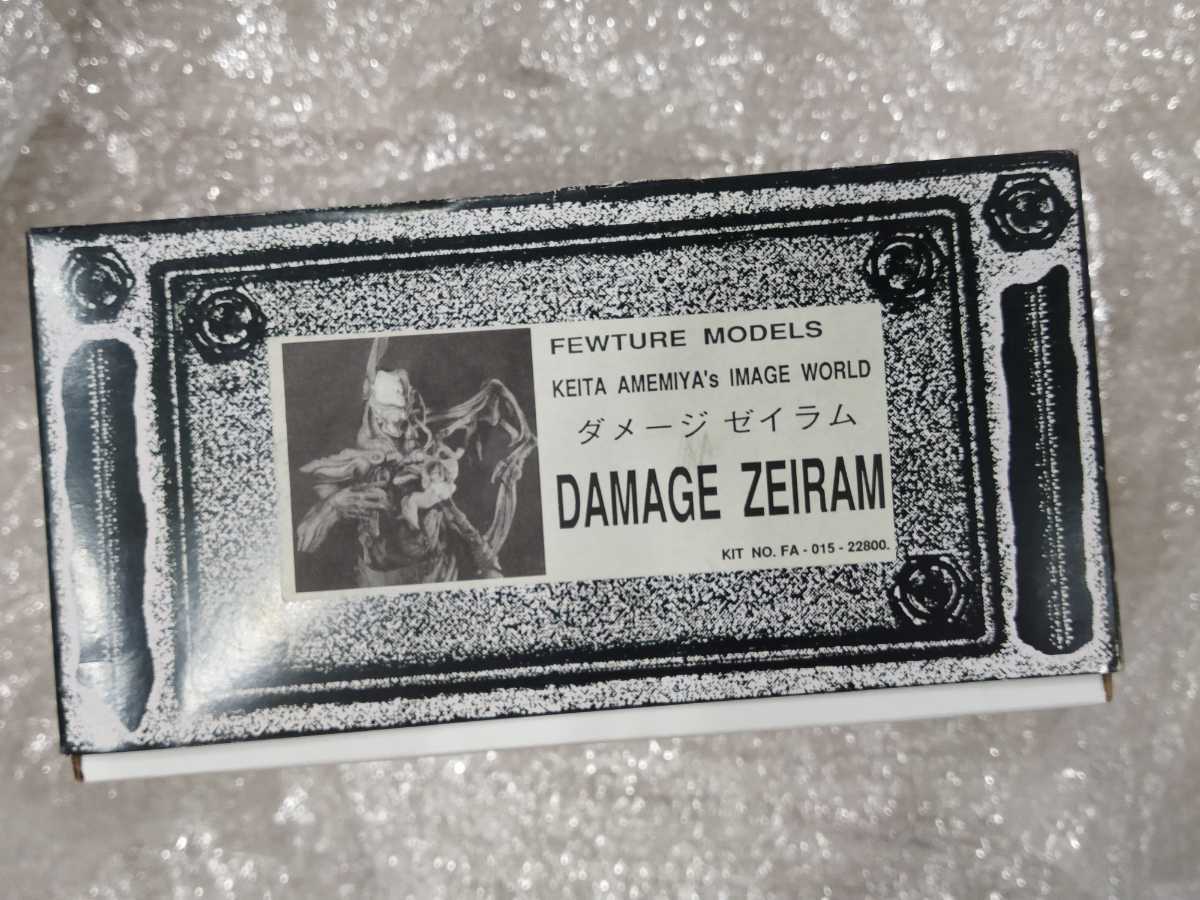 FEWTURE MODELS
KEITA AMEMIYA's IMAGE WORLD
ダメージ ゼイラム
DAMAGE ZEIRAM
KIT NO. FA - 015 - 22800.